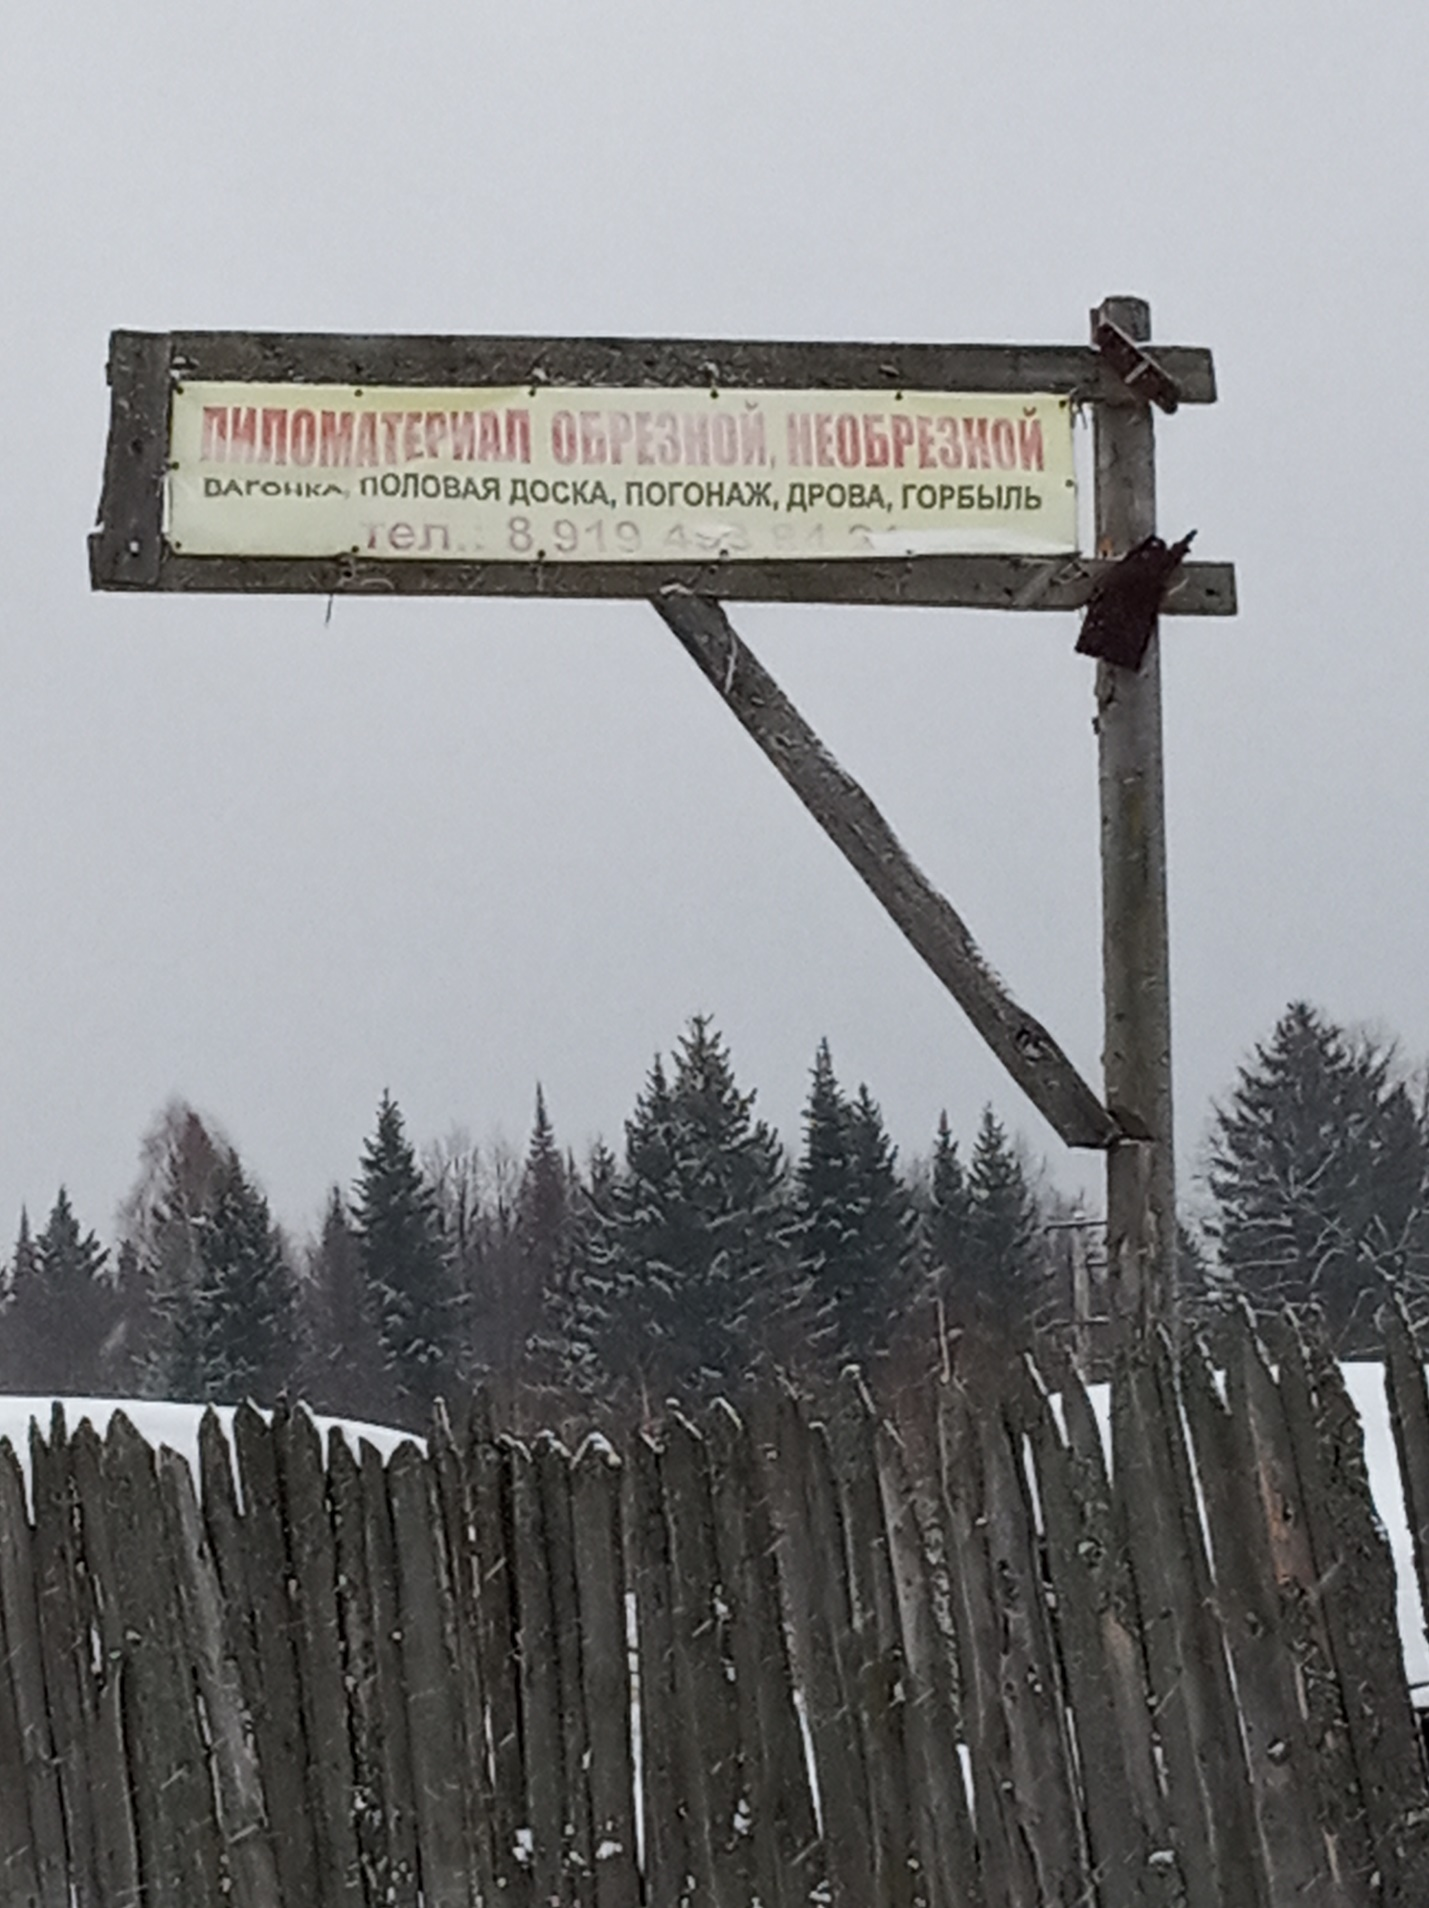 ПИЛОМАТЕРИАЛ ОБРЕЗНОЙ, НЕОБРЕЗНОЙ
ВАГОНКА, ПОЛОВАЯ ДОСКА, ПОГОНАЖ, ДРОВА, ГОРБЫЛЬ
тел.: 8 919